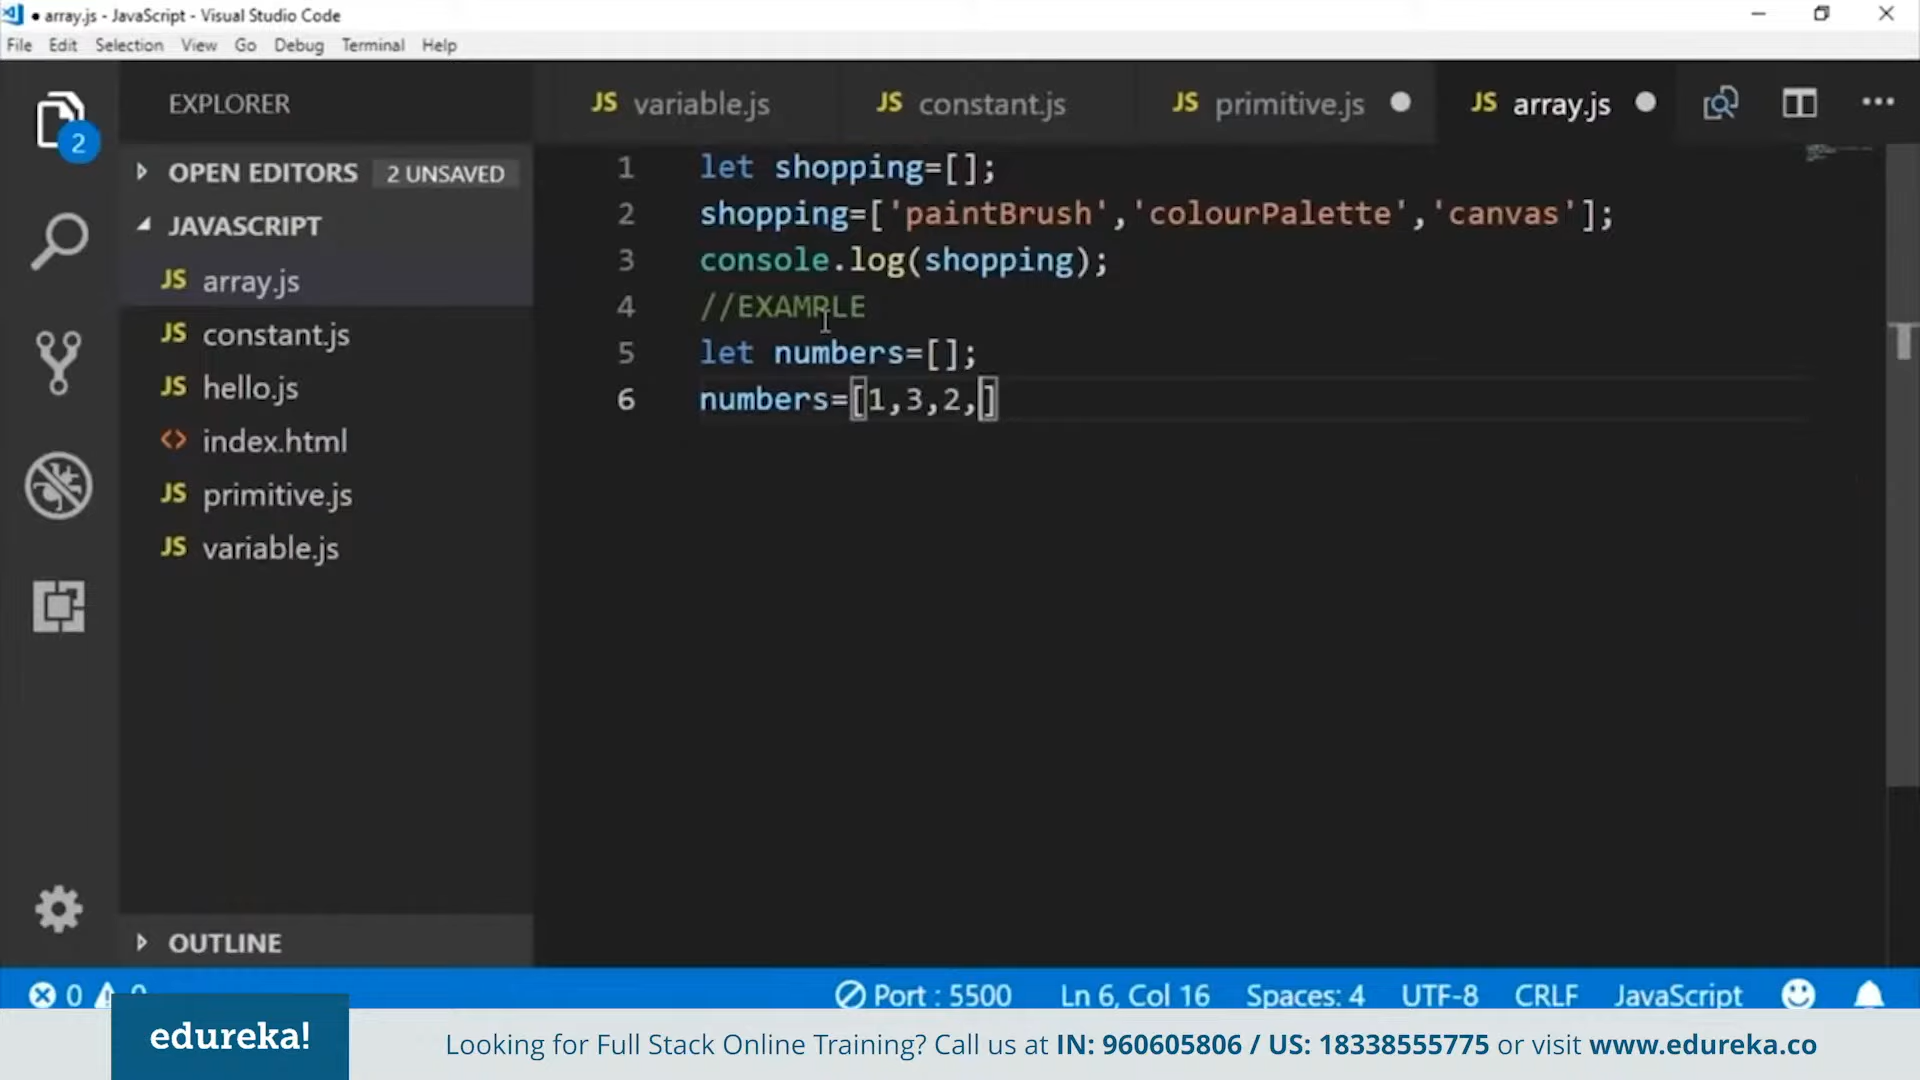 array.js - JavaScript - Visual Studio Code
File Edit Selection View Go Debug Terminal Help
2
EXPLORER
OPEN EDITORS 2 UNSAVED
JAVASCRIPT
JS array.js
JS constant.js
JS hello.js
<> index.html
JS primitive.js
JS variable.js
OUTLINE
JS variable.js JS constant.js JS primitive.js JS array.js
1 let shopping=[];
2 shopping=['paintBrush','colourPalette','canvas'];
3 console.log(shopping);
4 //EXAMPLE
5 let numbers=[];
6 numbers=[1,3,2,]
0 Port : 5500 Ln 6, Col 16 Spaces: 4 UTF-8 CRLF JavaScript
edureka!
Looking for Full Stack Online Training? Call us at IN: 960605806 / US: 18338555775 or visit www.edureka.co